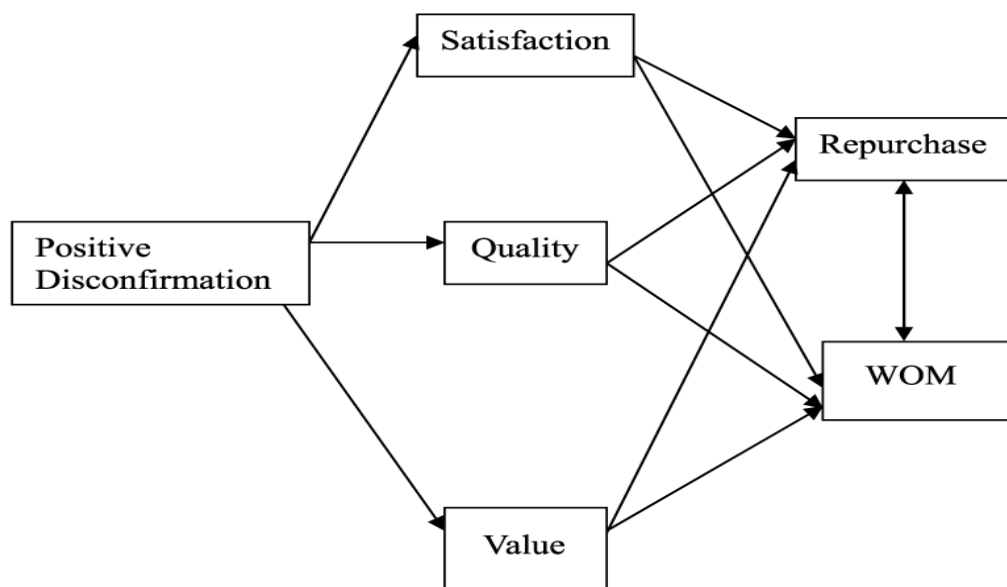 Satisfaction
Repurchase
Positive
Disconfirmation
Quality
WOM
Value